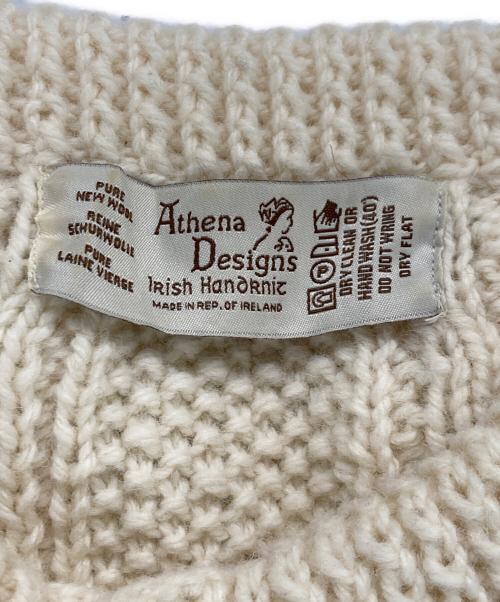 PURE
NEW WOOL
REINE
SCHURWOLLE
PURE
LAINE VIERGE
Athena
Designs
Irish Handknit
MADE IN REP. OF IRELAND
DRY CLEAN OR
HAND WASH (40)
DO NOT WRING
DRY FLAT